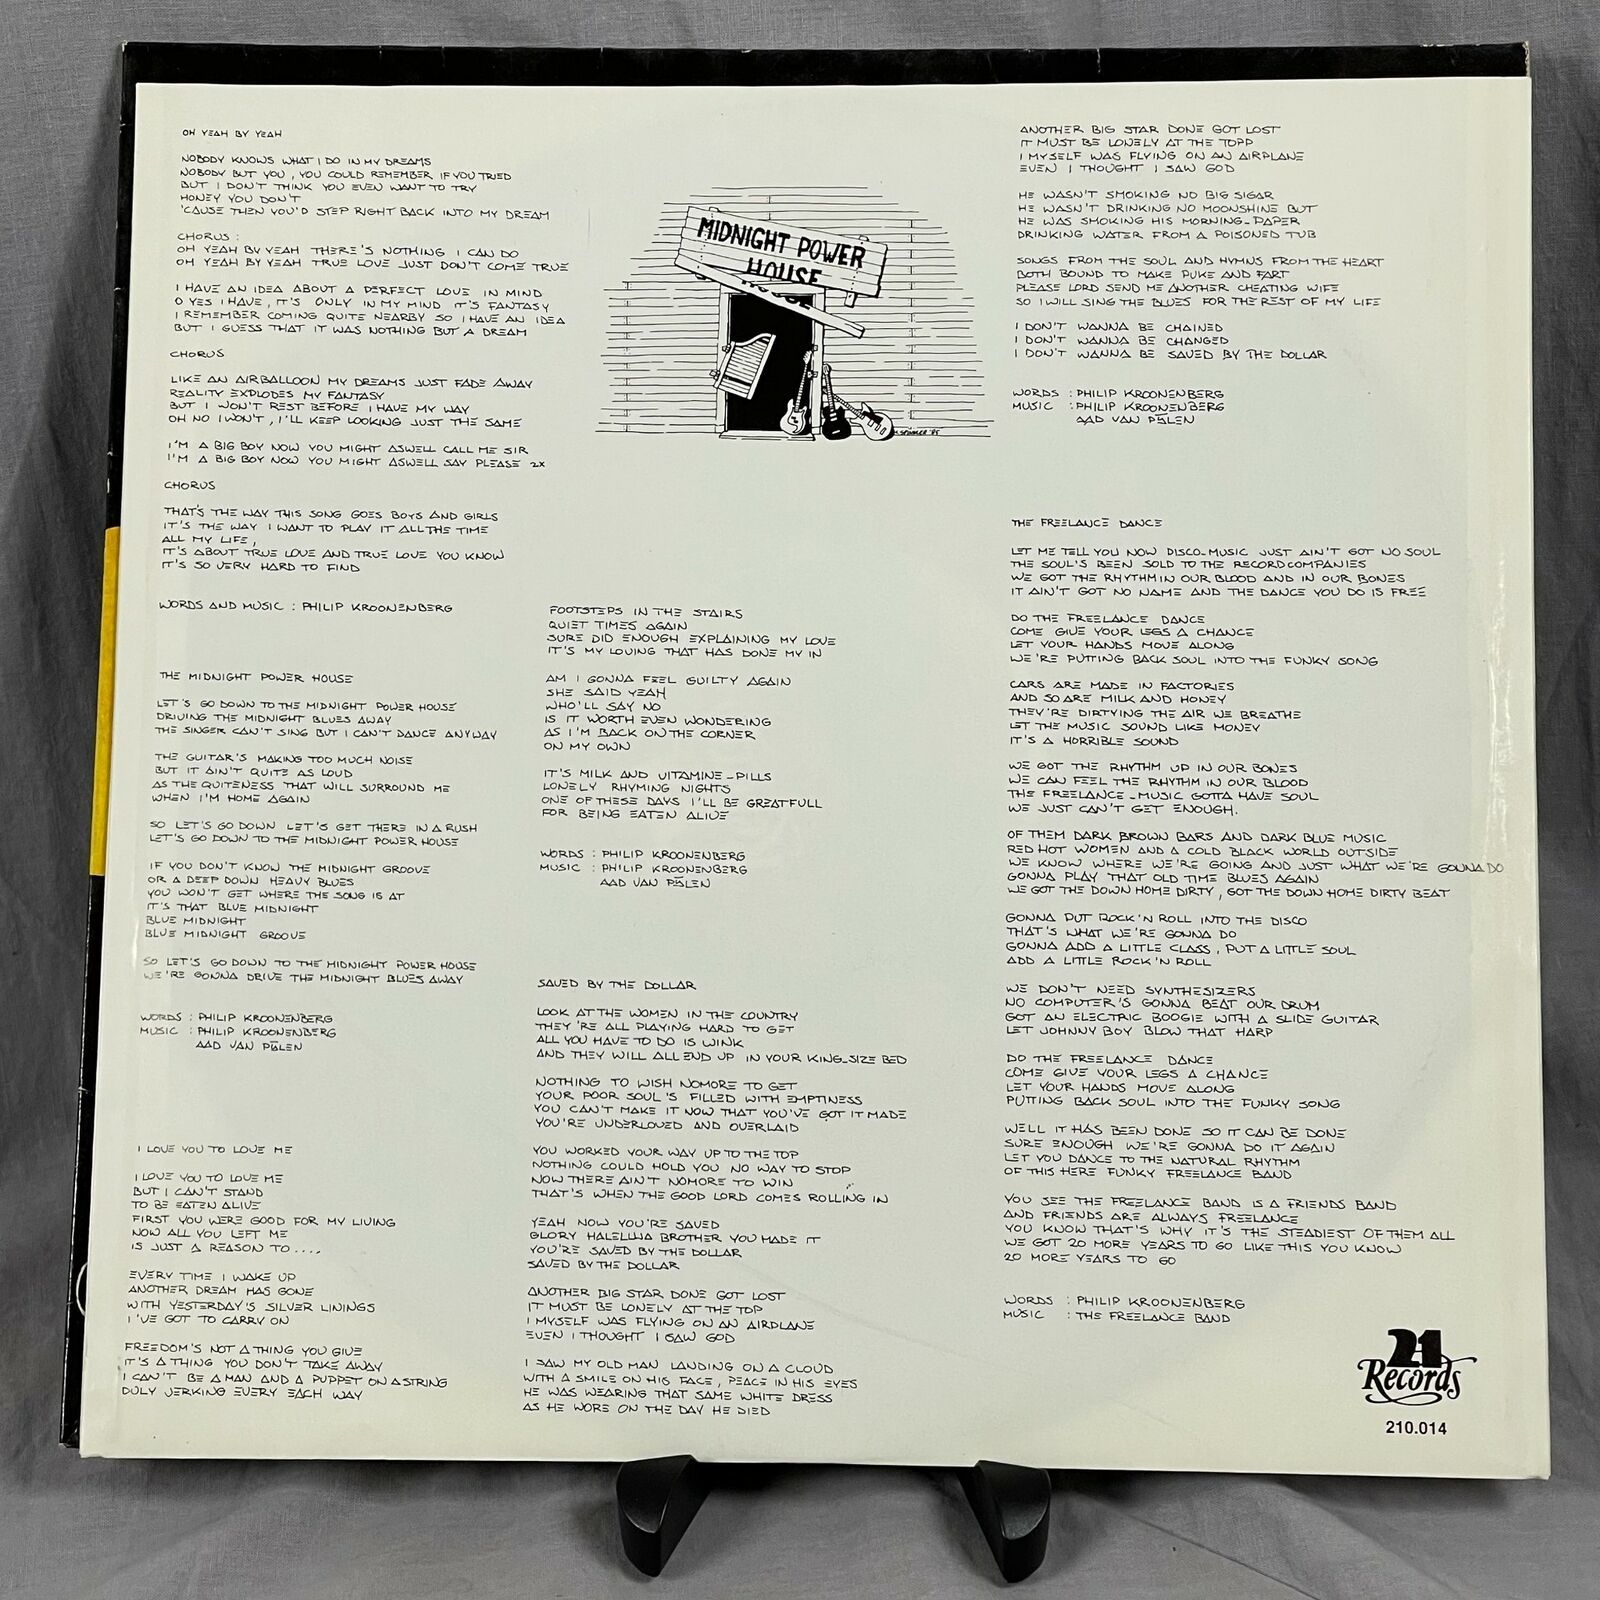 OH YEAH BY YEAH
NOBODY KNOWS WHAT I DO IN MY DREAMS
NOBODY BUT YOU, YOU COULD REMEMBER IF YOU TRIED
BUT I DON'T THINK YOU EVEN WANT TO TRY
HONEY YOU DON'T
'CAUSE THEN YOU'D STEP RIGHT BACK INTO MY DREAM
CHORUS :
OH YEAH BY YEAH THERE'S NOTHING I CAN DO
OH YEAH BY YEAH TRUE LOVE JUST DON'T COME TRUE
I HAVE AN IDEA ABOUT A PERFECT LOVE IN MIND
O YES I HAVE, IT'S ONLY IN MY MIND IT'S FANTASY
I REMEMBER COMING QUITE NEARBY SO I HAVE AN IDEA
BUT I GUESS THAT IT WAS NOTHING BUT A DREAM
CHORUS
LIKE AN AIRBALLOON MY DREAMS JUST FADE AWAY
REALITY EXPLODES MY FANTASY
BUT I WON'T REST BEFORE I HAVE MY WAY
OH NO I WON'T, I'LL KEEP LOOKING JUST THE SAME
I'M A BIG BOY NOW YOU MIGHT ASWELL CALL ME SIR
I'M A BIG BOY NOW YOU MIGHT ASWELL SAY PLEASE 2X
CHORUS
THAT'S THE WAY THIS SONG GOES BOYS AND GIRLS
IT'S THE WAY I WANT TO PLAY IT ALL THE TIME
ALL MY LIFE,
IT'S ABOUT TRUE LOVE AND TRUE LOVE YOU KNOW
IT'S SO VERY HARD TO FIND
WORDS AND MUSIC : PHILIP KROONENBERG
THE MIDNIGHT POWER HOUSE
LET'S GO DOWN TO THE MIDNIGHT POWER HOUSE
DRIVING THE MIDNIGHT BLUES AWAY
THE SINGER CAN'T SING BUT I CAN'T DANCE ANYWAY
THE GUITAR'S MAKING TOO MUCH NOISE
BUT IT AIN'T QUITE AS LOUD
AS THE QUITENESS THAT WILL SURROUND ME
WHEN I'M HOME AGAIN
SO LET'S GO DOWN LET'S GET THERE IN A RUSH
LET'S GO DOWN TO THE MIDNIGHT POWER HOUSE
IF YOU DON'T KNOW THE MIDNIGHT GROOVE
OR A DEEP DOWN HEAVY BLUES
YOU WON'T GET WHERE THE SONG IS AT
IT'S THAT BLUE MIDNIGHT
BLUE MIDNIGHT
BLUE MIDNIGHT GROOVE
SO LET'S GO DOWN TO THE MIDNIGHT POWER HOUSE
WE'RE GONNA DRIVE THE MIDNIGHT BLUES AWAY
WORDS : PHILIP KROONENBERG
MUSIC : PHILIP KROONENBERG
AAD VAN PIJLEN
I LOVE YOU TO LOVE ME
I LOVE YOU TO LOVE ME
BUT I CAN'T STAND
TO BE EATEN ALIVE
FIRST YOU WERE GOOD FOR MY LIVING
NOW ALL YOU LEFT ME
IS JUST A REASON TO ....
EVERY TIME I WAKE UP
ANOTHER DREAM HAS GONE
WITH YESTERDAY'S SILVER LININGS
I'VE GOT TO CARRY ON
FREEDOM'S NOT A THING YOU GIVE
IT'S A THING YOU DON'T TAKE AWAY
I CAN'T BE A MAN AND A PUPPET ON A STRING
DULY JERKING EVERY EACH WAY
MIDNIGHT POWER
HOUSE
SPANNER '85
FOOTSTEPS IN THE STAIRS
QUIET TIMES AGAIN
SURE DID ENOUGH EXPLAINING MY LOVE
IT'S MY LOVING THAT HAS DONE MY IN
AM I GONNA FEEL GUILTY AGAIN
SHE SAID YEAH
WHO'LL SAY NO
IS IT WORTH EVEN WONDERING
AS I'M BACK ON THE CORNER
ON MY OWN
IT'S MILK AND VITAMINE-PILLS
LONELY RHYMING NIGHTS
ONE OF THESE DAYS I'LL BE GREATFULL
FOR BEING EATEN ALIVE
WORDS : PHILIP KROONENBERG
MUSIC : PHILIP KROONENBERG
AAD VAN PIJLEN
SAVED BY THE DOLLAR
LOOK AT THE WOMEN IN THE COUNTRY
THEY'RE ALL PLAYING HARD TO GET
ALL YOU HAVE TO DO IS WINK
AND THEY WILL ALL END UP IN YOUR KING-SIZE BED
NOTHING TO WISH NOMORE TO GET
YOUR POOR SOUL'S FILLED WITH EMPTINESS
YOU CAN'T MAKE IT NOW THAT YOU'VE GOT IT MADE
YOU'RE UNDERLOVED AND OVERLAID
YOU WORKED YOUR WAY UP TO THE TOP
NOTHING COULD HOLD YOU NO WAY TO STOP
NOW THERE AIN'T NOMORE TO WIN
THAT'S WHEN THE GOOD LORD COMES ROLLING IN
YEAH NOW YOU'RE SAVED
GLORY HALELUJA BROTHER YOU MADE IT
YOU'RE SAVED BY THE DOLLAR
SAVED BY THE DOLLAR
ANOTHER BIG STAR DONE GOT LOST
IT MUST BE LONELY AT THE TOP
I MYSELF WAS FLYING ON AN AIRPLANE
EVEN I THOUGHT I SAW GOD
I SAW MY OLD MAN LANDING ON A CLOUD
WITH A SMILE ON HIS FACE, PEACE IN HIS EYES
HE WAS WEARING THAT SAME WHITE DRESS
AS HE WORE ON THE DAY HE DIED
ANOTHER BIG STAR DONE GOT LOST
IT MUST BE LONELY AT THE TOPP
I MYSELF WAS FLYING ON AN AIRPLANE
EVEN I THOUGHT I SAW GOD
HE WASN'T SMOKING NO BIG SIGAR
HE WASN'T DRINKING NO MOONSHINE BUT
HE WAS SMOKING HIS MORNING-PAPER
DRINKING WATER FROM A POISONED TUB
SONGS FROM THE SOUL AND HYMNS FROM THE HEART
BOTH BOUND TO MAKE PUKE AND FART
PLEASE LORD SEND ME ANOTHER CHEATING WIFE
SO I WILL SING THE BLUES FOR THE REST OF MY LIFE
I DON'T WANNA BE CHAINED
I DON'T WANNA BE CHANGED
I DON'T WANNA BE SAVED BY THE DOLLAR
WORDS : PHILIP KROONENBERG
MUSIC : PHILIP KROONENBERG
AAD VAN PIJLEN
THE FREELANCE DANCE
LET ME TELL YOU NOW DISCO-MUSIC JUST AIN'T GOT NO SOUL
THE SOUL'S BEEN SOLD TO THE RECORDCOMPANIES
WE GOT THE RHYTHM IN OUR BLOOD AND IN OUR BONES
IT AIN'T GOT NO NAME AND THE DANCE YOU DO IS FREE
DO THE FREELANCE DANCE
COME GIVE YOUR LEGS A CHANCE
LET YOUR HANDS MOVE ALONG
WE'RE PUTTING BACK SOUL INTO THE FUNKY SONG
CARS ARE MADE IN FACTORIES
AND SO ARE MILK AND HONEY
THEY'RE DIRTYING THE AIR WE BREATHE
LET THE MUSIC SOUND LIKE MONEY
IT'S A HORRIBLE SOUND
WE GOT THE RHYTHM UP IN OUR BONES
WE CAN FEEL THE RHYTHM IN OUR BLOOD
THE FREELANCE-MUSIC GOTTA HAVE SOUL
WE JUST CAN'T GET ENOUGH.
OF THEM DARK BROWN BARS AND DARK BLUE MUSIC
RED HOT WOMEN AND A COLD BLACK WORLD OUTSIDE
WE KNOW WHERE WE'RE GOING AND JUST WHAT WE'RE GONNA DO
GONNA PLAY THAT OLD TIME BLUES AGAIN
WE GOT THE DOWN HOME DIRTY, GOT THE DOWN HOME DIRTY BEAT
GONNA PUT ROCK'N ROLL INTO THE DISCO
THAT'S WHAT WE'RE GONNA DO
GONNA ADD A LITTLE CLASS, PUT A LITTLE SOUL
ADD A LITTLE ROCK'N ROLL
WE DON'T NEED SYNTHESIZERS
NO COMPUTER'S GONNA BEAT OUR DRUM
GOT AN ELECTRIC BOOGIE WITH A SLIDE GUITAR
LET JOHNNY BOY BLOW THAT HARP
DO THE FREELANCE DANCE
COME GIVE YOUR LEGS A CHANCE
LET YOUR HANDS MOVE ALONG
PUTTING BACK SOUL INTO THE FUNKY SONG
WELL IT HAS BEEN DONE SO IT CAN BE DONE
SURE ENOUGH WE'RE GONNA DO IT AGAIN
LET YOU DANCE TO THE NATURAL RHYTHM
OF THIS HERE FUNKY FREELANCE BAND
YOU SEE THE FREELANCE BAND IS A FRIENDS BAND
AND FRIENDS ARE ALWAYS FREELANCE
YOU KNOW THAT'S WHY IT'S THE STEADIEST OF THEM ALL
WE GOT 20 MORE YEARS TO GO LIKE THIS YOU KNOW
20 MORE YEARS TO GO
WORDS : PHILIP KROONENBERG
MUSIC : THE FREELANCE BAND
21
Records
210.014